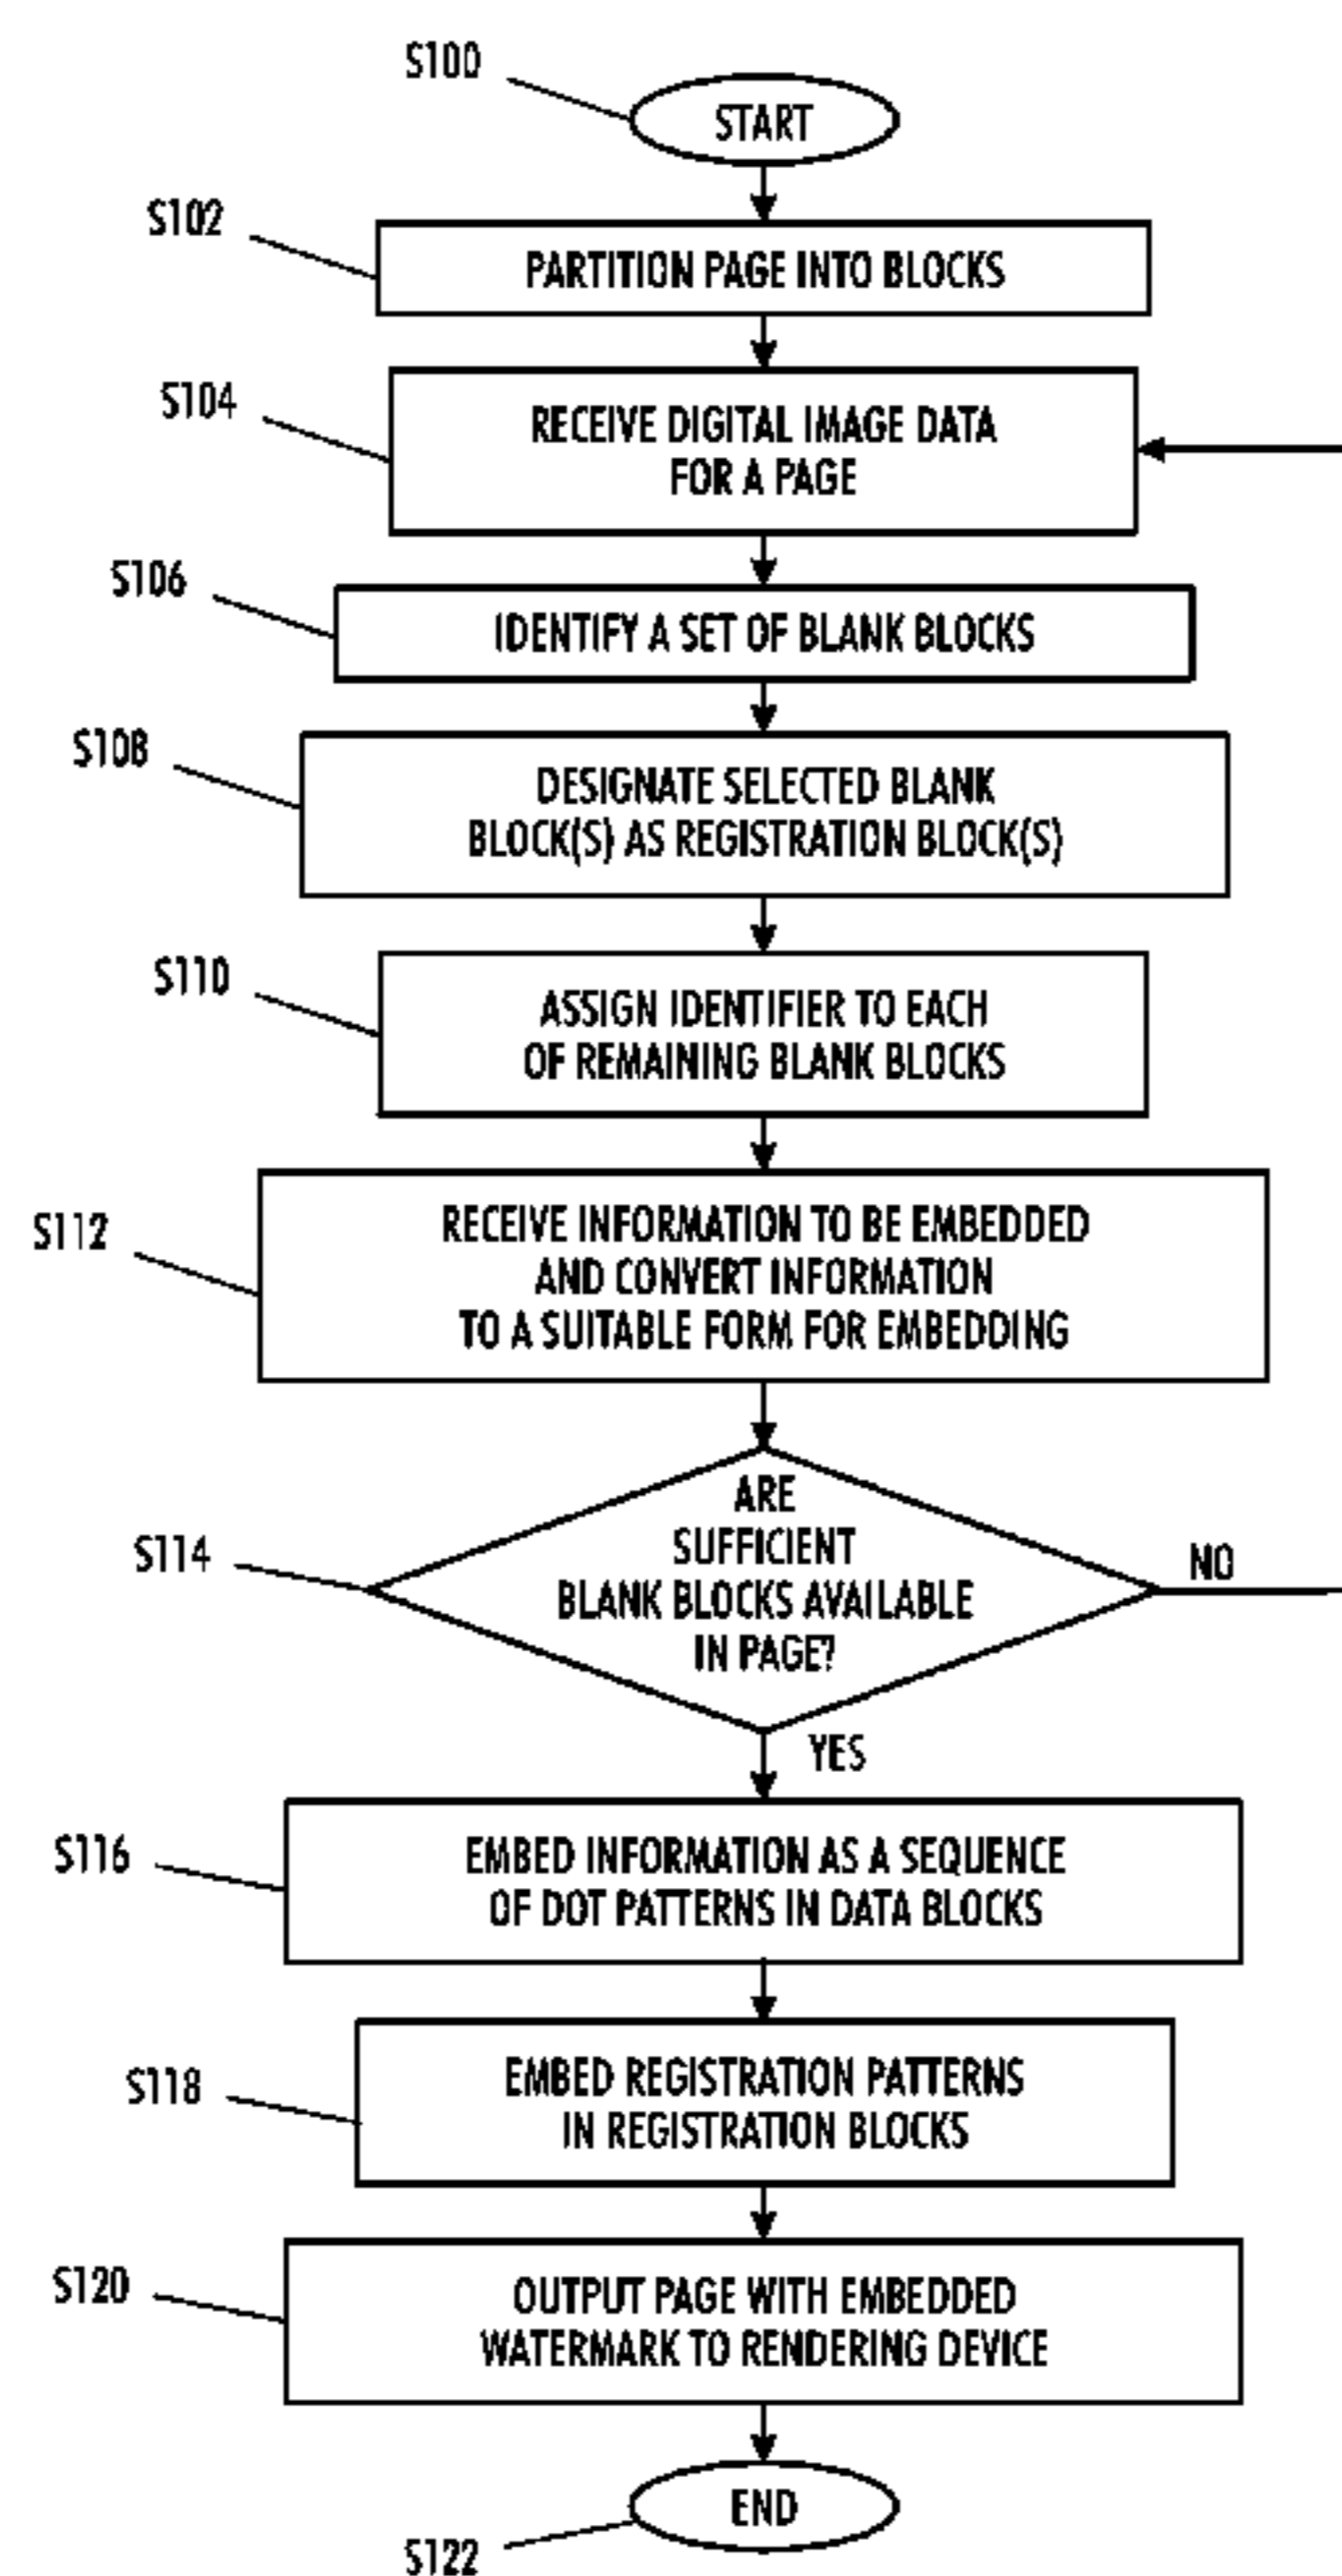 S100
START
S102
PARTITION PAGE INTO BLOCKS
S104
RECEIVE DIGITAL IMAGE DATA
FOR A PAGE
S106
IDENTIFY A SET OF BLANK BLOCKS
S108
DESIGNATE SELECTED BLANK
BLOCK(S) AS REGISTRATION BLOCK(S)
S110
ASSIGN IDENTIFIER TO EACH
OF REMAINING BLANK BLOCKS
S112
RECEIVE INFORMATION TO BE EMBEDDED
AND CONVERT INFORMATION
TO A SUITABLE FORM FOR EMBEDDING
S114
ARE
SUFFICIENT
BLANK BLOCKS AVAILABLE
IN PAGE?
NO
YES
S116
EMBED INFORMATION AS A SEQUENCE
OF DOT PATTERNS IN DATA BLOCKS
S118
EMBED REGISTRATION PATTERNS
IN REGISTRATION BLOCKS
S120
OUTPUT PAGE WITH EMBEDDED
WATERMARK TO RENDERING DEVICE
END
S122